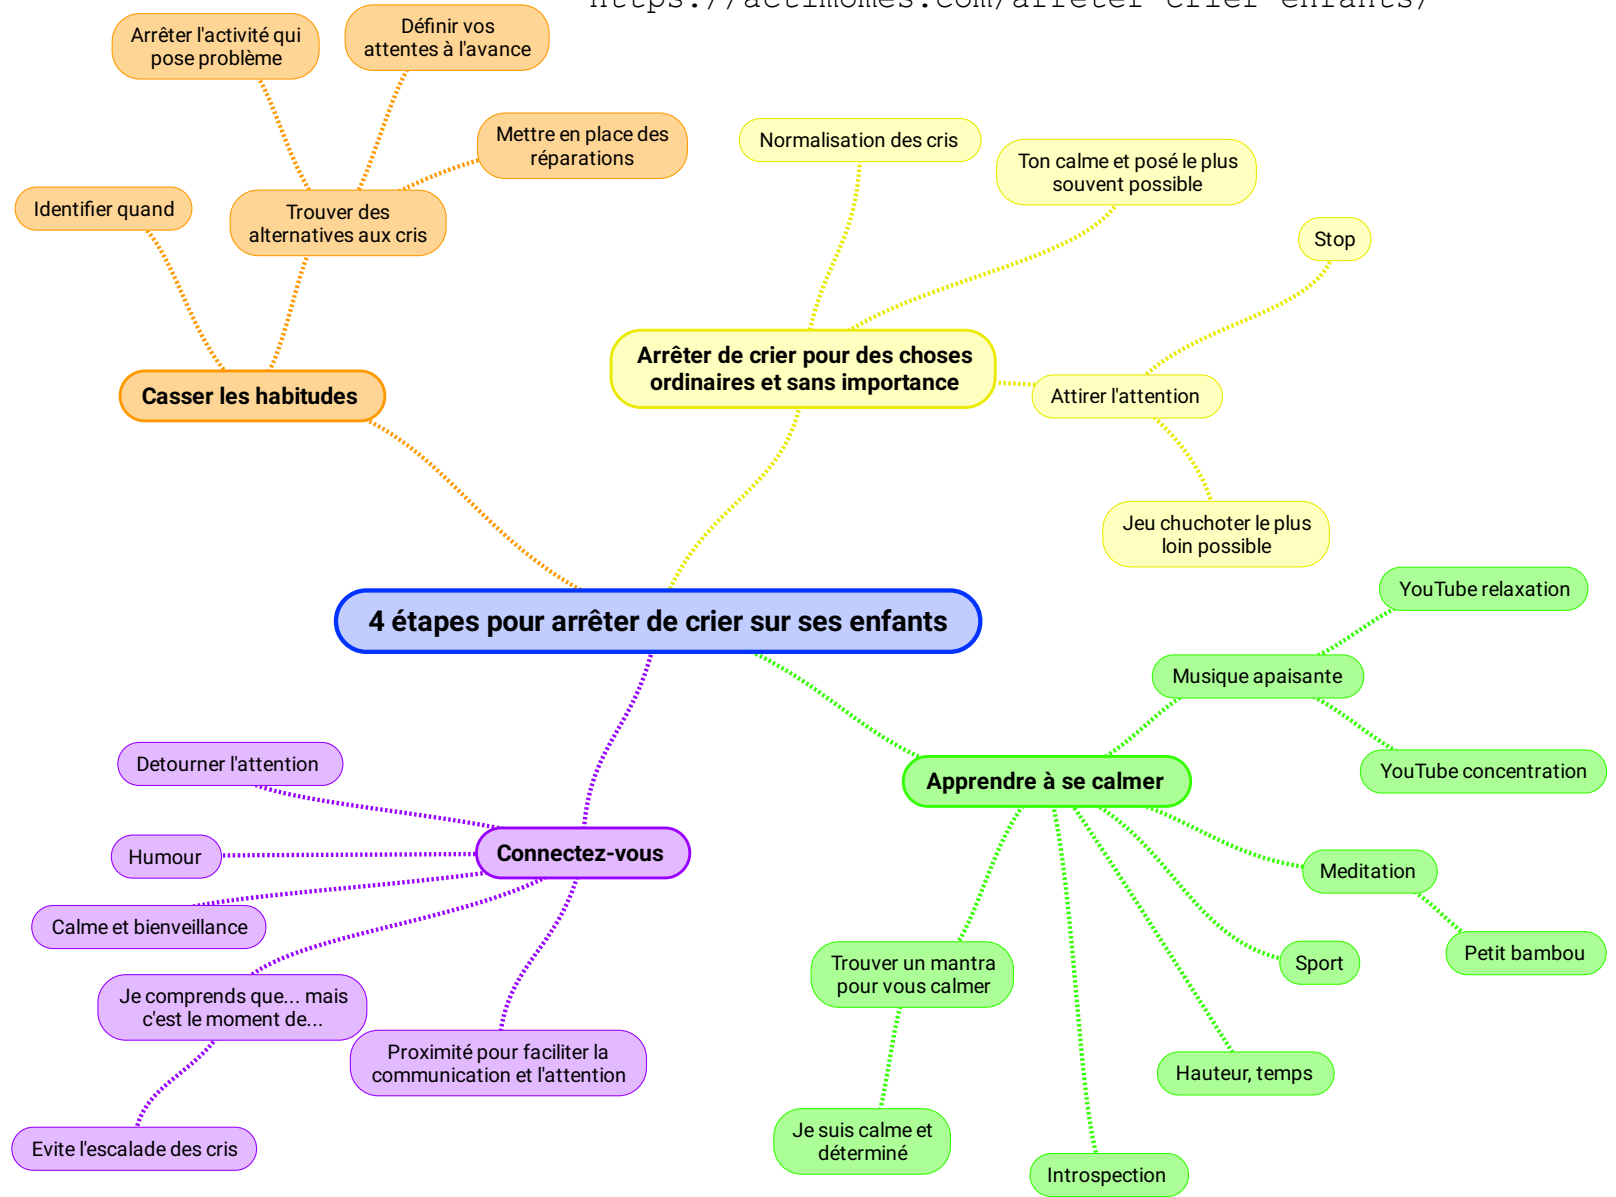 https://actimomes.com/arreter-crier-enfants/
Arrêter l'activité qui
pose problème
Définir vos
attentes à l'avance
Mettre en place des
réparations
Identifier quand
Trouver des
alternatives aux cris
Casser les habitudes
Normalisation des cris
Ton calme et posé le plus
souvent possible
Stop
Arrêter de crier pour des choses
ordinaires et sans importance
Attirer l'attention
Jeu chuchoter le plus
loin possible
4 étapes pour arrêter de crier sur ses enfants
YouTube relaxation
Musique apaisante
YouTube concentration
Apprendre à se calmer
Meditation
Petit bambou
Sport
Hauteur, temps
Introspection
Trouver un mantra
pour vous calmer
Je suis calme et
déterminé
Connectez-vous
Detourner l'attention
Humour
Calme et bienveillance
Je comprends que... mais
c'est le moment de...
Evite l'escalade des cris
Proximité pour faciliter la
communication et l'attention